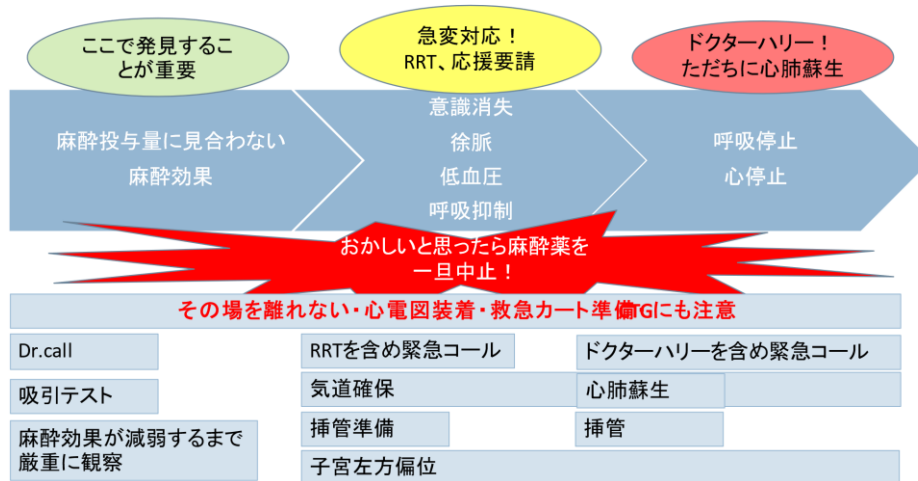 ここで発見するこ
とが重要
急変対応！
RRT、応援要請
ドクターハリー！
ただちに心肺蘇生
麻酔投与量に見合わない
麻酔効果
意識消失
徐脈
低血圧
呼吸抑制
呼吸停止
心停止
おかしいと思ったら麻酔薬を
一旦中止！
その場を離れない・心電図装着・救急カート準備 TGにも注意
Dr.call
吸引テスト
麻酔効果が減弱するまで
厳重に観察
RRTを含め緊急コール
気道確保
挿管準備
子宮左方偏位
ドクターハリーを含め緊急コール
心肺蘇生
挿管